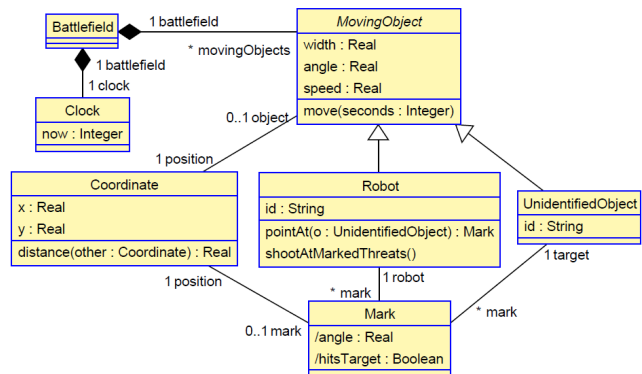 Battlefield
1 battlefield
* movingObjects
MovingObject
width : Real
angle : Real
speed : Real
move(seconds : Integer)
1 battlefield
1 clock
Clock
now : Integer
0..1 object
1 position
Coordinate
x : Real
y : Real
distance(other : Coordinate) : Real
Robot
id : String
pointAt(o : UnidentifiedObject) : Mark
shootAtMarkedThreats()
UnidentifiedObject
id : String
1 position
0..1 mark
1 robot
* mark
1 target
* mark
Mark
/angle : Real
/hitsTarget : Boolean